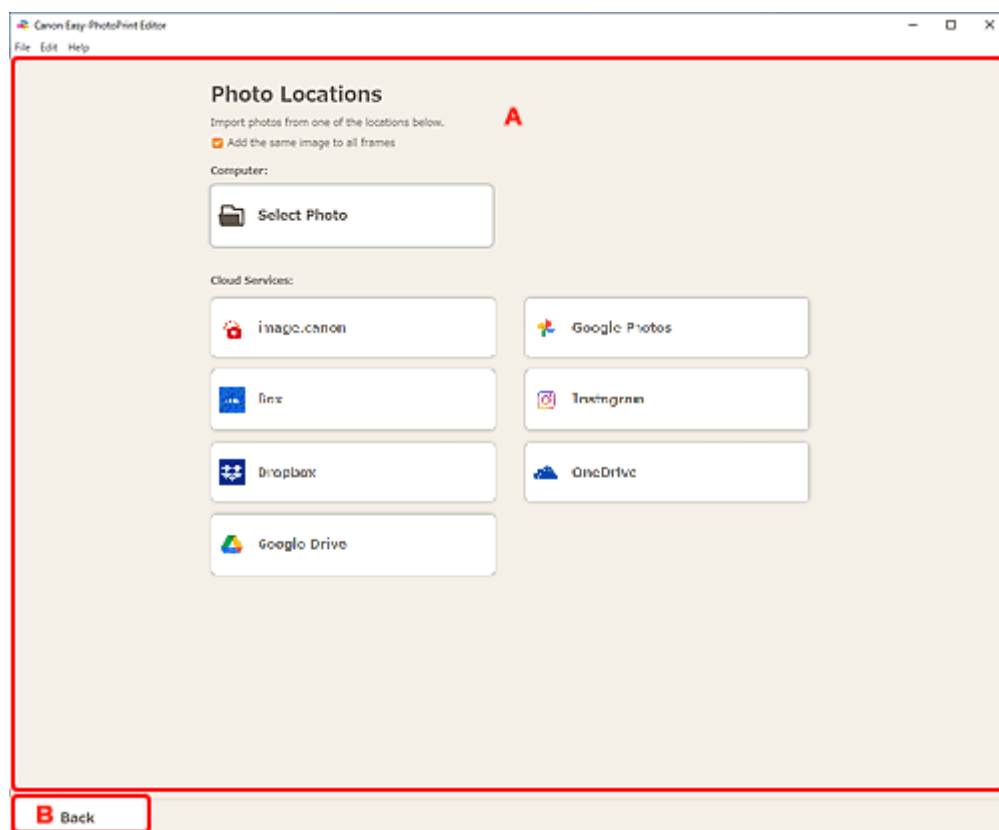 Canon Easy-PhotoPrint Editor
File Edit Help
Photo Locations
A
Import photos from one of the locations below.
Add the same image to all frames
Computer:
Select Photo
Cloud Services:
image.canon Google Photos
Box Instagram
Dropbox OneDrive
Google Drive
B Back